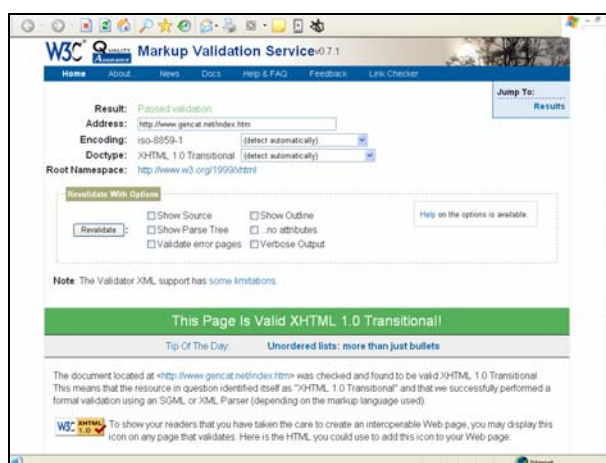 W3C® QUALITY Assurance Markup Validation Service v0.7.1
Home About... News Docs Help & FAQ Feedback Link Checker
Jump To:
Results
Result: Passed validation
Address: http://www.gencat.net/index.htm
Encoding: iso-8859-1 (detect automatically)
Doctype: XHTML 1.0 Transitional (detect automatically)
Root Namespace: http://www.w3.org/1999/xhtml
Revalidate With Options
Revalidate : Show Source Show Outline
Show Parse Tree ...no attributes
Validate error pages Verbose Output
Help on the options is available.
Note: The Validator XML support has some limitations.
This Page Is Valid XHTML 1.0 Transitional!
Tip Of The Day: Unordered lists: more than just bullets
The document located at <http://www.gencat.net/index.htm> was checked and found to be valid XHTML 1.0 Transitional.
This means that the resource in question identified itself as "XHTML 1.0 Transitional" and that we successfully performed a
formal validation using an SGML or XML Parser (depending on the markup language used).
W3C XHTML 1.0
To show your readers that you have taken the care to create an interoperable Web page, you may display this
icon on any page that validates. Here is the HTML you could use to add this icon to your Web page:
Internet